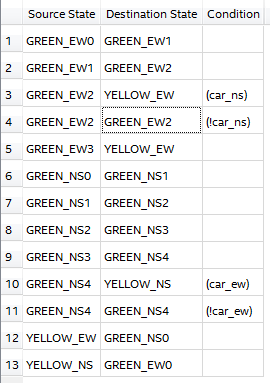 Source State Destination State Condition
1 GREEN_EW0 GREEN_EW1
2 GREEN_EW1 GREEN_EW2
3 GREEN_EW2 YELLOW_EW (car_ns)
4 GREEN_EW2 GREEN_EW2 (!car_ns)
5 GREEN_EW3 YELLOW_EW
6 GREEN_NS0 GREEN_NS1
7 GREEN_NS1 GREEN_NS2
8 GREEN_NS2 GREEN_NS3
9 GREEN_NS3 GREEN_NS4
10 GREEN_NS4 YELLOW_NS (car_ew)
11 GREEN_NS4 GREEN_NS4 (!car_ew)
12 YELLOW_EW GREEN_NS0
13 YELLOW_NS GREEN_EW0